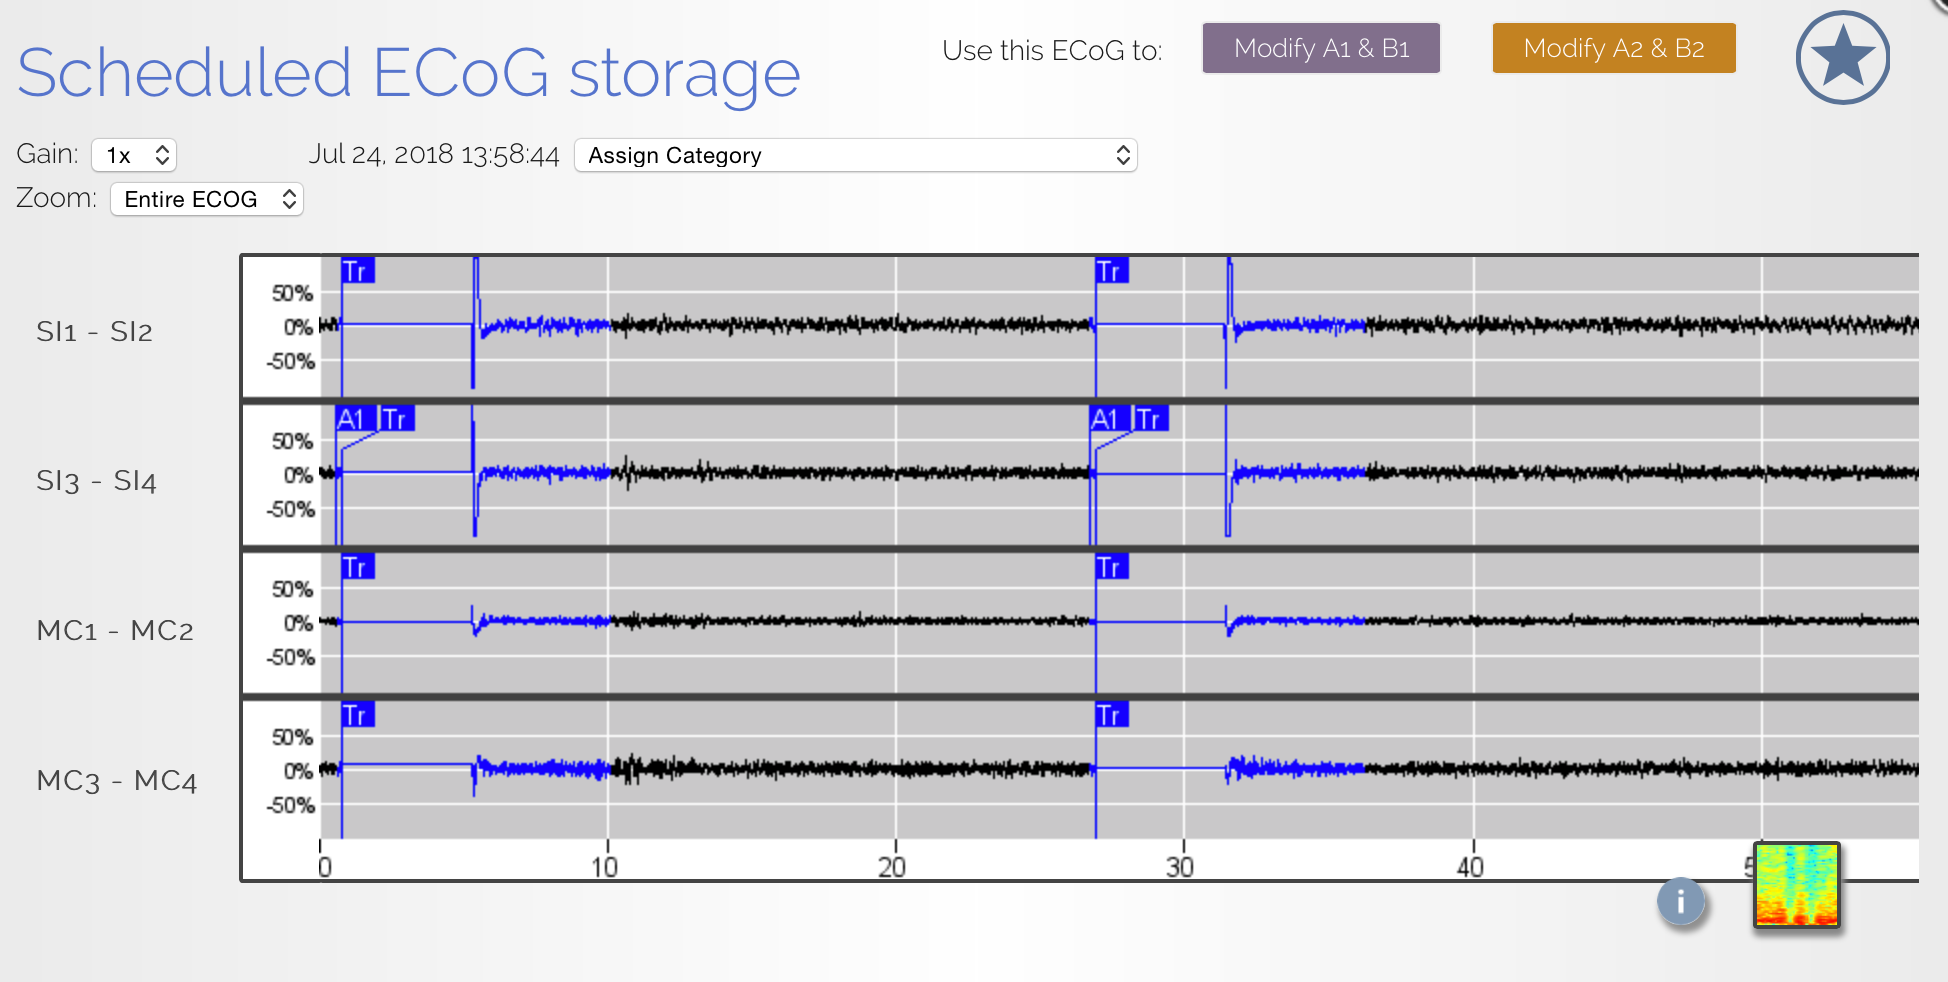 Scheduled ECoG storage
Use this ECoG to:
Modify A1 & B1
Modify A2 & B2
Gain: 1x
Jul 24, 2018 13:58:44
Assign Category
Zoom: Entire ECOG
SI1 - SI2
50%
0%
-50%
Tr
Tr
SI3 - SI4
50%
0%
-50%
A1 Tr
A1 Tr
MC1 - MC2
50%
0%
-50%
Tr
Tr
MC3 - MC4
50%
0%
-50%
Tr
Tr
0 10 20 30 40
i